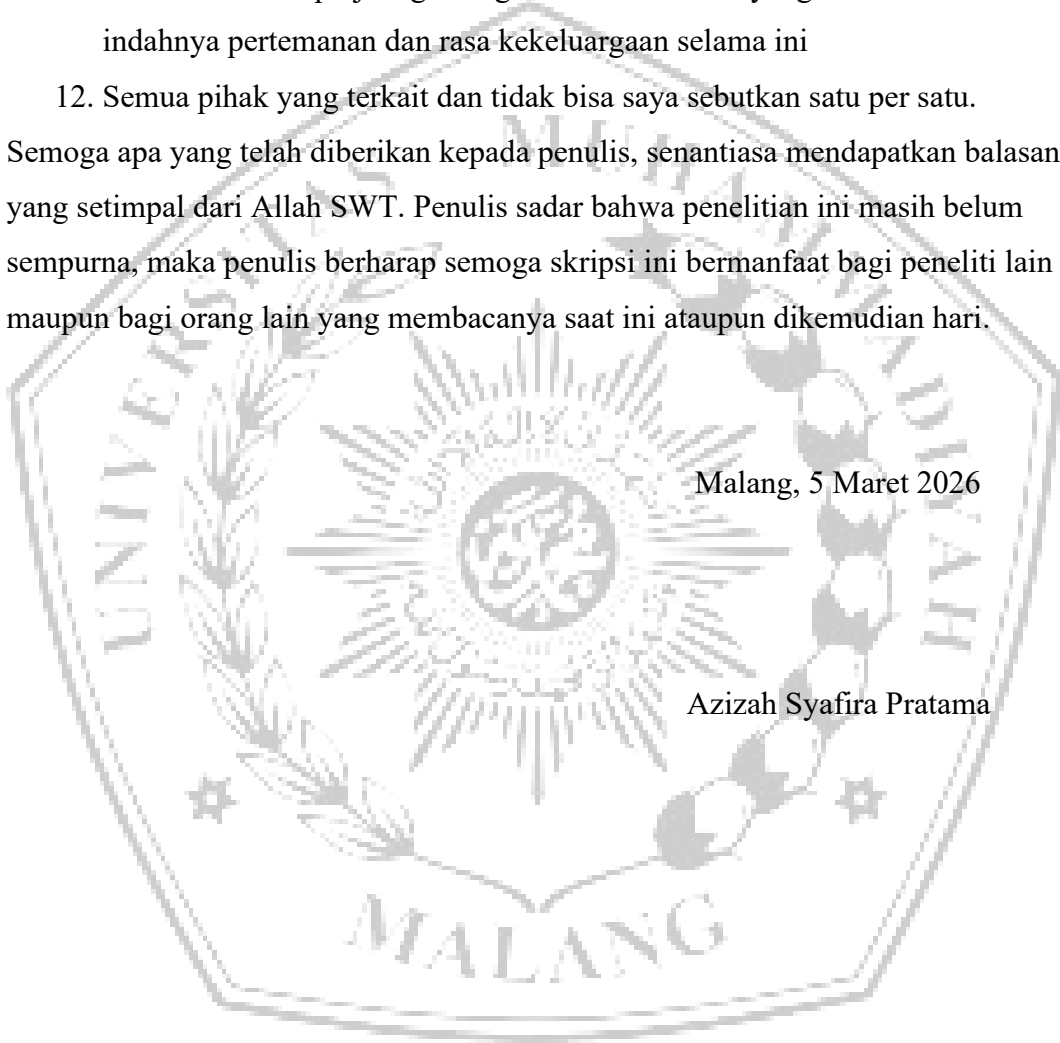 indahnya pertemanan dan rasa kekeluargaan selama ini
12. Semua pihak yang terkait dan tidak bisa saya sebutkan satu per satu.
Semoga apa yang telah diberikan kepada penulis, senantiasa mendapatkan balasan
yang setimpal dari Allah SWT. Penulis sadar bahwa penelitian ini masih belum
sempurna, maka penulis berharap semoga skripsi ini bermanfaat bagi peneliti lain
maupun bagi orang lain yang membacanya saat ini ataupun dikemudian hari.
Malang, 5 Maret 2026
Azizah Syafira Pratama
UNIVERSITAS MUHAMMADIYAH
MALANG